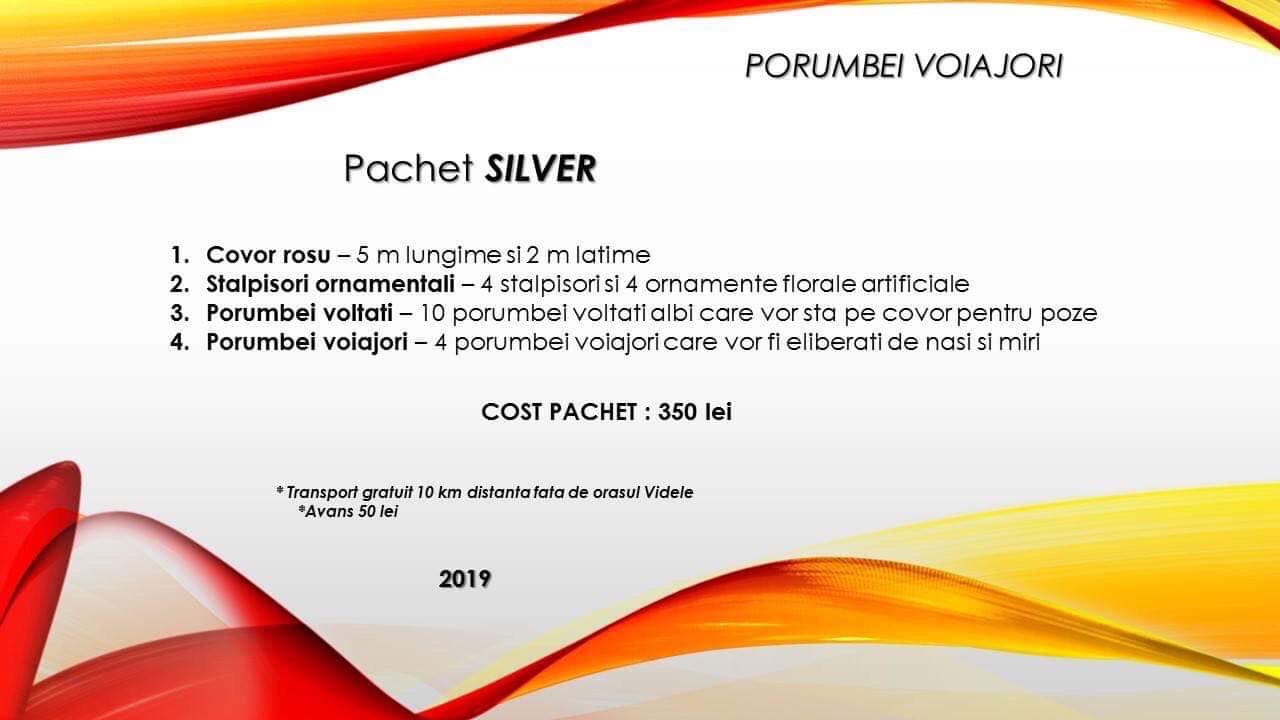 PORUMBEI VOIAJORI
Pachet SILVER
1. Covor rosu – 5 m lungime si 2 m latime
2. Stalpisori ornamentali – 4 stalpisori si 4 ornamente florale artificiale
3. Porumbei voltati – 10 porumbei voltati albi care vor sta pe covor pentru poze
4. Porumbei voiajori – 4 porumbei voiajori care vor fi eliberati de nasi si miri
COST PACHET : 350 lei
* Transport gratuit 10 km distanta fata de orasul Videle
*Avans 50 lei
2019